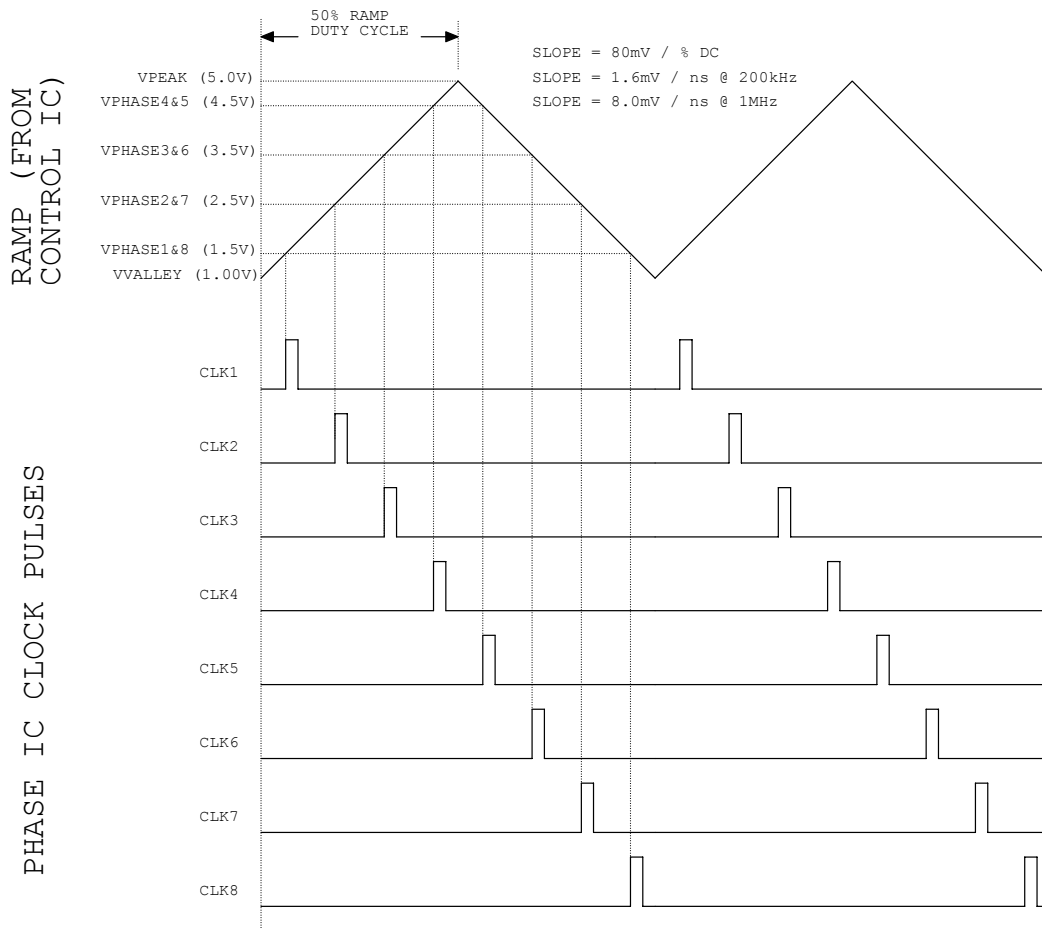 50% RAMP
DUTY CYCLE
SLOPE = 80mV / % DC
SLOPE = 1.6mV / ns @ 200kHz
SLOPE = 8.0mV / ns @ 1MHz
RAMP (FROM
CONTROL IC)
VPEAK (5.0V)
VPHASE4&5 (4.5V)
VPHASE3&6 (3.5V)
VPHASE2&7 (2.5V)
VPHASE1&8 (1.5V)
VVALLEY (1.00V)
PHASE IC CLOCK PULSES
CLK1
CLK2
CLK3
CLK4
CLK5
CLK6
CLK7
CLK8